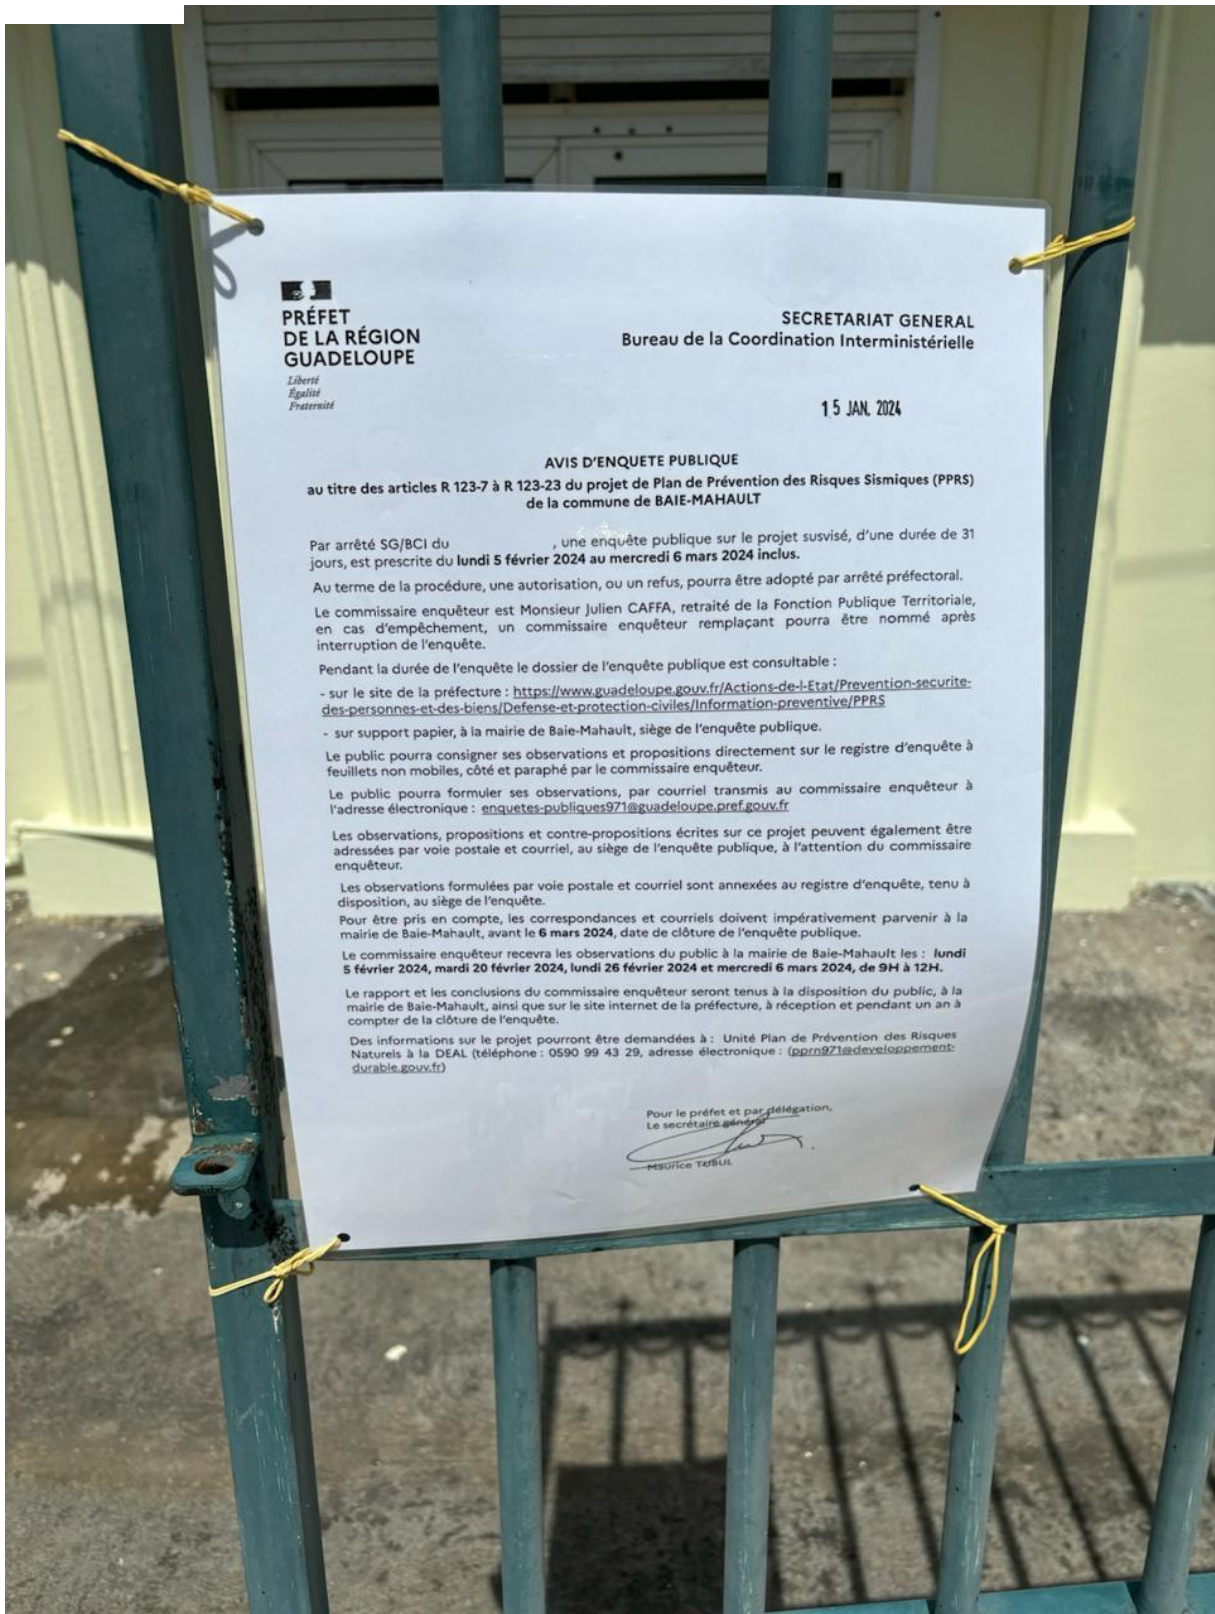 PRÉFET
DE LA RÉGION
GUADELOUPE
Liberté
Égalité
Fraternité
SECRETARIAT GENERAL
Bureau de la Coordination Interministérielle
15 JAN. 2024
AVIS D'ENQUETE PUBLIQUE
au titre des articles R 123-7 à R 123-23 du projet de Plan de Prévention des Risques Sismiques (PPRS)
de la commune de BAIE-MAHAULT
Par arrêté SG/BCI du , une enquête publique sur le projet susvisé, d'une durée de 31
jours, est prescrite du lundi 5 février 2024 au mercredi 6 mars 2024 inclus.
Au terme de la procédure, une autorisation, ou un refus, pourra être adopté par arrêté préfectoral.
Le commissaire enquêteur est Monsieur Julien CAFFA, retraité de la Fonction Publique Territoriale,
en cas d'empêchement, un commissaire enquêteur remplaçant pourra être nommé après
interruption de l'enquête.
Pendant la durée de l'enquête le dossier de l'enquête publique est consultable :
- sur le site de la préfecture : https://www.guadeloupe.gouv.fr/Actions-de-l-Etat/Prevention-securite-
des-personnes-et-des-biens/Defense-et-protection-civiles/Information-preventive/PPRS
- sur support papier, à la mairie de Baie-Mahault, siège de l'enquête publique.
Le public pourra consigner ses observations et propositions directement sur le registre d'enquête à
feuillets non mobiles, côté et paraphé par le commissaire enquêteur.
Le public pourra formuler ses observations, par courriel transmis au commissaire enquêteur à
l'adresse électronique : enquetes-publiques971@guadeloupe.pref.gouv.fr
Les observations, propositions et contre-propositions écrites sur ce projet peuvent également être
adressées par voie postale et courriel, au siège de l'enquête publique, à l'attention du commissaire
enquêteur.
Les observations formulées par voie postale et courriel sont annexées au registre d'enquête, tenu à
disposition, au siège de l'enquête.
Pour être pris en compte, les correspondances et courriels doivent impérativement parvenir à la
mairie de Baie-Mahault, avant le 6 mars 2024, date de clôture de l'enquête publique.
Le commissaire enquêteur recevra les observations du public à la mairie de Baie-Mahault les : lundi
5 février 2024, mardi 20 février 2024, lundi 26 février 2024 et mercredi 6 mars 2024, de 9H à 12H.
Le rapport et les conclusions du commissaire enquêteur seront tenus à la disposition du public, à la
mairie de Baie-Mahault, ainsi que sur le site internet de la préfecture, à réception et pendant un an à
compter de la clôture de l'enquête.
Des informations sur le projet pourront être demandées à : Unité Plan de Prévention des Risques
Naturels à la DEAL (téléphone : 0590 99 43 29, adresse électronique : (pprn971@developpement-
durable.gouv.fr)
Pour le préfet et par délégation,
Le secrétaire général
Maurice TUBUL